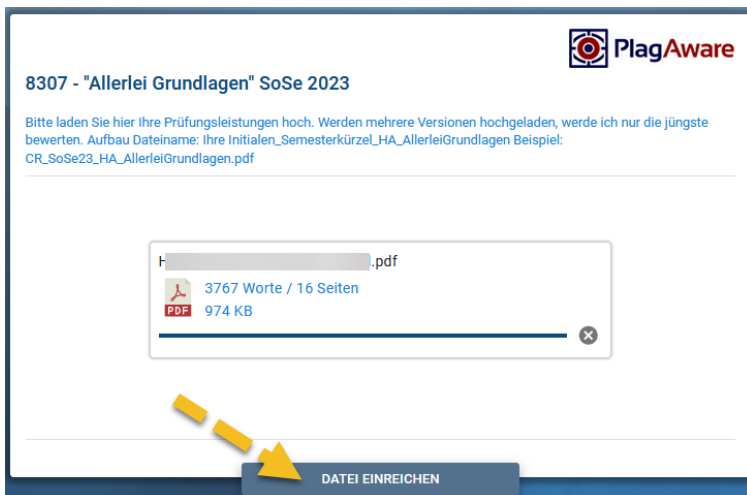 PlagAware
8307 - "Allerlei Grundlagen" SoSe 2023
Bitte laden Sie hier Ihre Prüfungsleistungen hoch. Werden mehrere Versionen hochgeladen, werde ich nur die jüngste
bewerten. Aufbau Dateiname: Ihre Initialen_Semesterkürzel_HA_AllerleiGrundlagen Beispiel:
CR_SoSe23_HA_AllerleiGrundlagen.pdf
.pdf
3767 Worte / 16 Seiten
PDF
974 KB
DATEI EINREICHEN